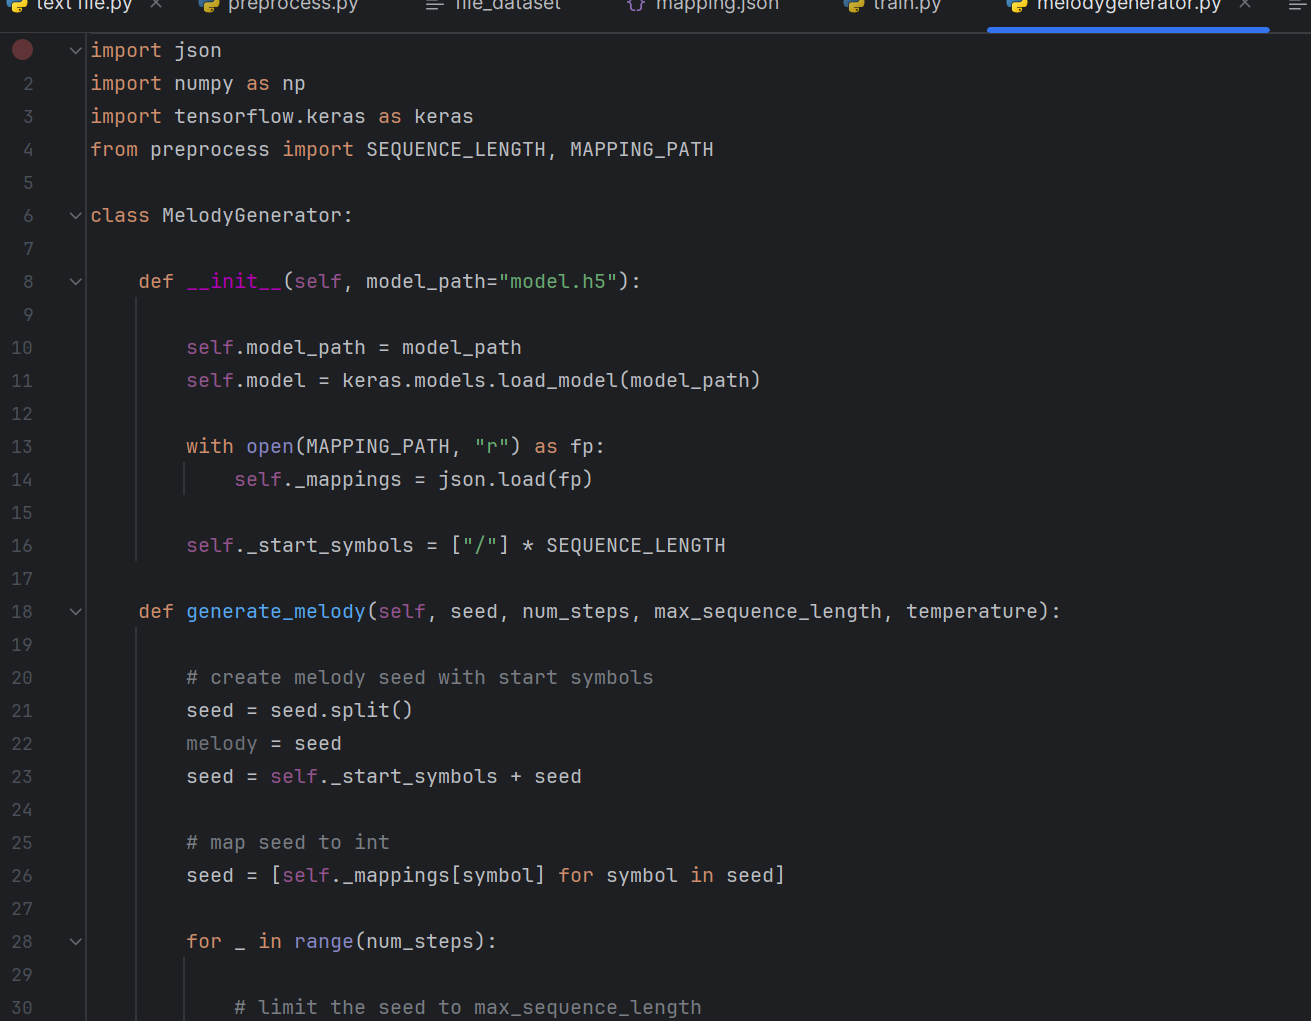 text file.py preprocess.py file_dataset mapping.json train.py melodygenerator.py
import json
2 import numpy as np
3 import tensorflow.keras as keras
4 from preprocess import SEQUENCE_LENGTH, MAPPING_PATH
5
6 class MelodyGenerator:
7
8 def __init__(self, model_path="model.h5"):
9
10 self.model_path = model_path
11 self.model = keras.models.load_model(model_path)
12
13 with open(MAPPING_PATH, "r") as fp:
14 self._mappings = json.load(fp)
15
16 self._start_symbols = ["/"] * SEQUENCE_LENGTH
17
18 def generate_melody(self, seed, num_steps, max_sequence_length, temperature):
19
20 # create melody seed with start symbols
21 seed = seed.split()
22 melody = seed
23 seed = self._start_symbols + seed
24
25 # map seed to int
26 seed = [self._mappings[symbol] for symbol in seed]
27
28 for _ in range(num_steps):
29
30 # limit the seed to max_sequence_length